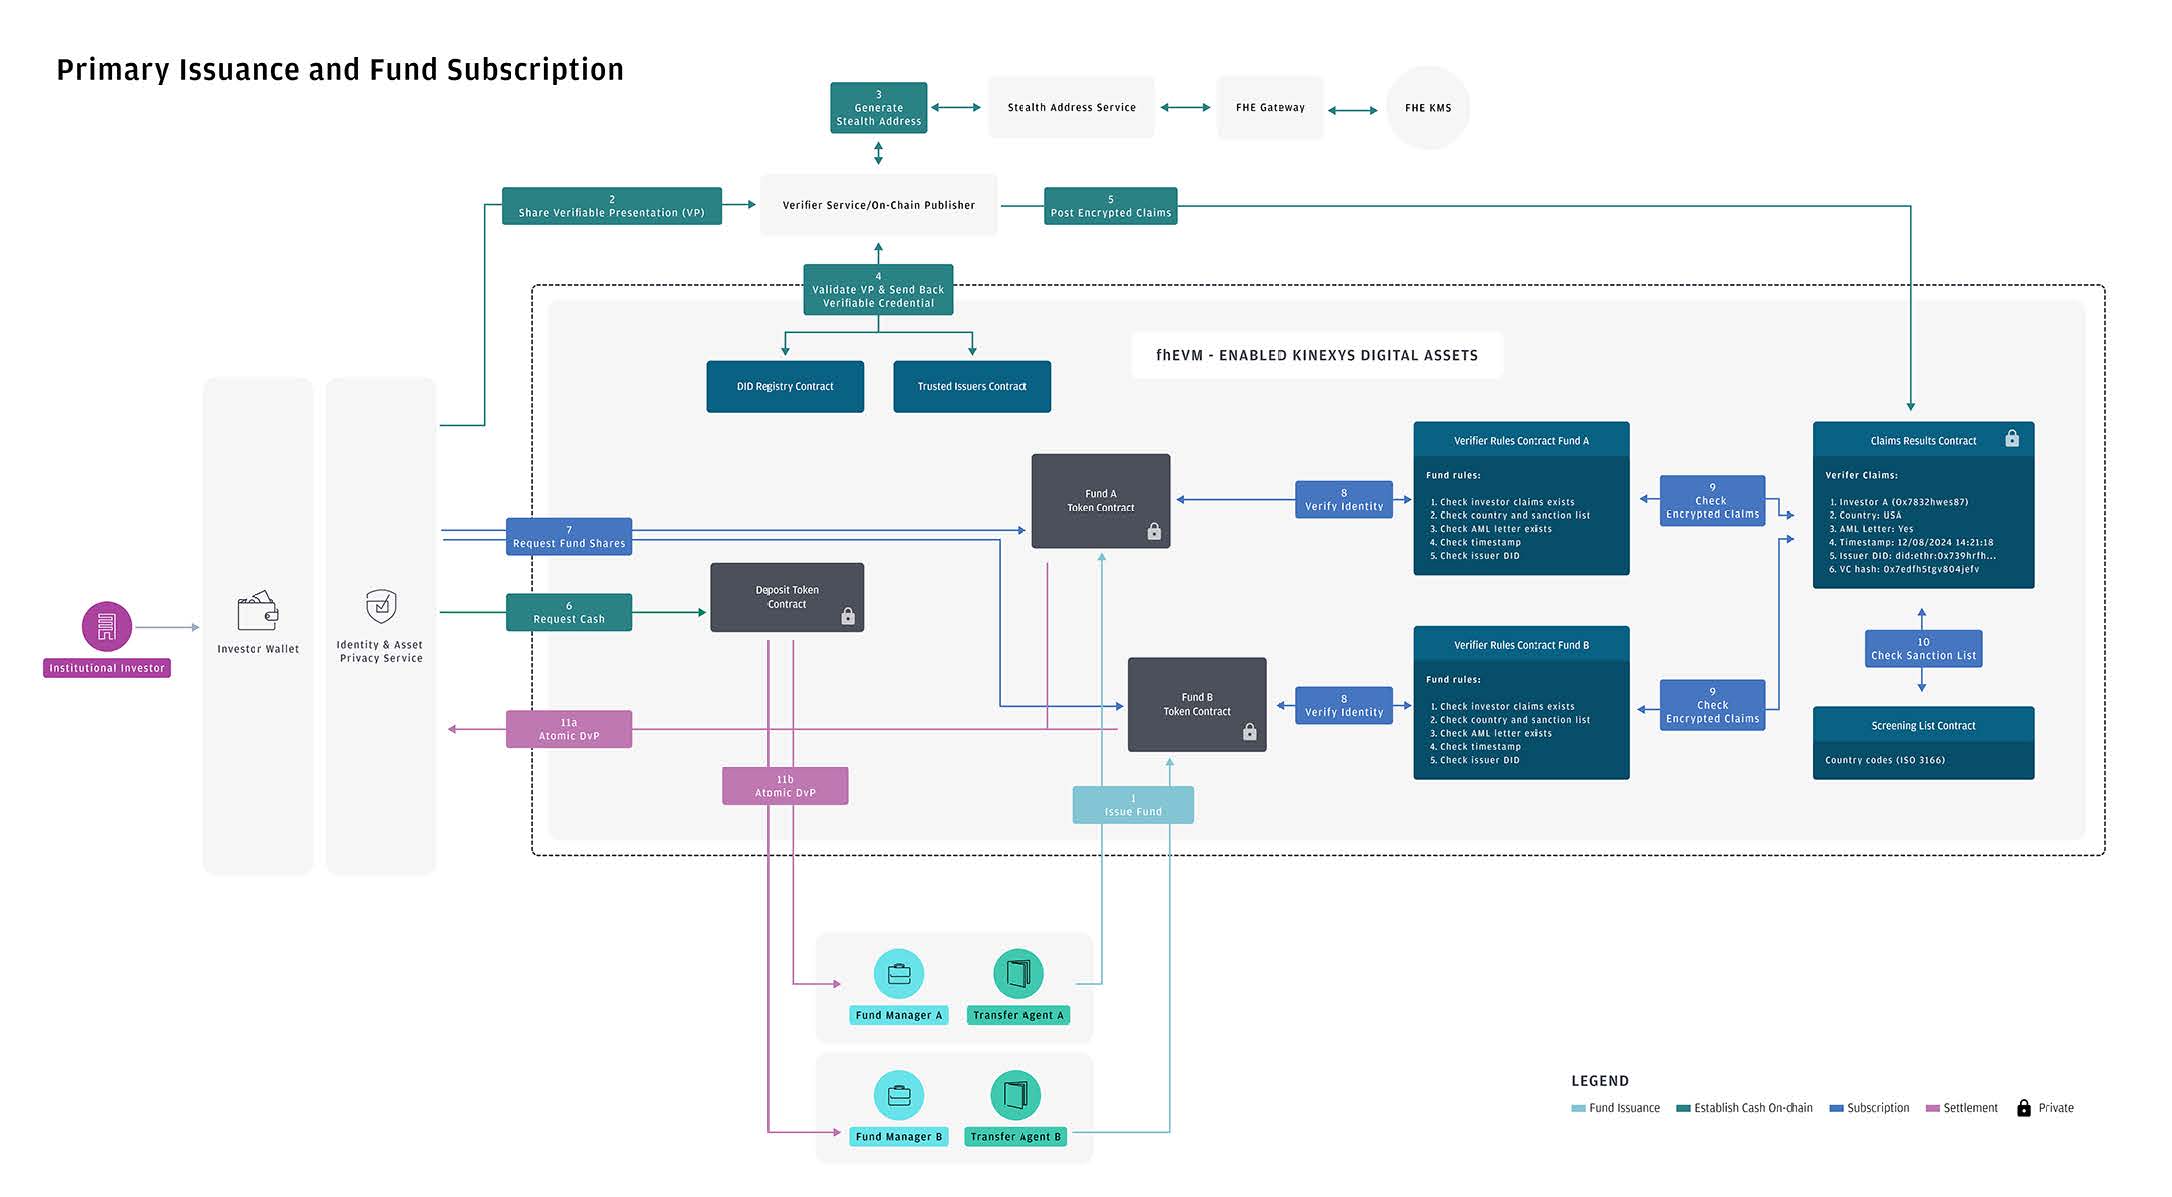 Primary Issuance and Fund Subscription
3
Generate
Stealth Address
Stealth Address Service
FHE Gateway
FHE KMS
2
Share Verifiable Presentation (VP)
Verifier Service/On-Chain Publisher
5
Post Encrypted Claims
4
Validate VP & Send Back
Verifiable Credential
fhEVM - ENABLED KINEXYS DIGITAL ASSETS
DID Registry Contract
Trusted Issuers Contract
Verifier Rules Contract Fund A
Fund rules:
1. Check investor claims exists
2. Check country and sanction list
3. Check AML letter exists
4. Check timestamp
5. Check issuer DID
Claims Results Contract
Verifer Claims:
1. Investor A (0x7832hwes87)
2. Country: USA
3. AML Letter: Yes
4. Timestamp: 12/08/2024 14:21:18
5. Issuer DID: did:ethr:0x739hrfh...
6. VC hash: 0x7edfh5tgv804jefv
Fund A
Token Contract
8
Verify Identity
9
Check
Encrypted Claims
7
Request Fund Shares
Deposit Token
Contract
6
Request Cash
Institutional Investor
Investor Wallet
Identity & Asset
Privacy Service
10
Check Sanction List
Verifier Rules Contract Fund B
Fund rules:
1. Check investor claims exists
2. Check country and sanction list
3. Check AML letter exists
4. Check timestamp
5. Check issuer DID
Fund B
Token Contract
8
Verify Identity
9
Check
Encrypted Claims
Screening List Contract
Country codes (ISO 3166)
11a
Atomic DvP
11b
Atomic DvP
1
Issue Fund
Fund Manager A
Transfer Agent A
Fund Manager B
Transfer Agent B
LEGEND
Fund Issuance
Establish Cash On-chain
Subscription
Settlement
Private